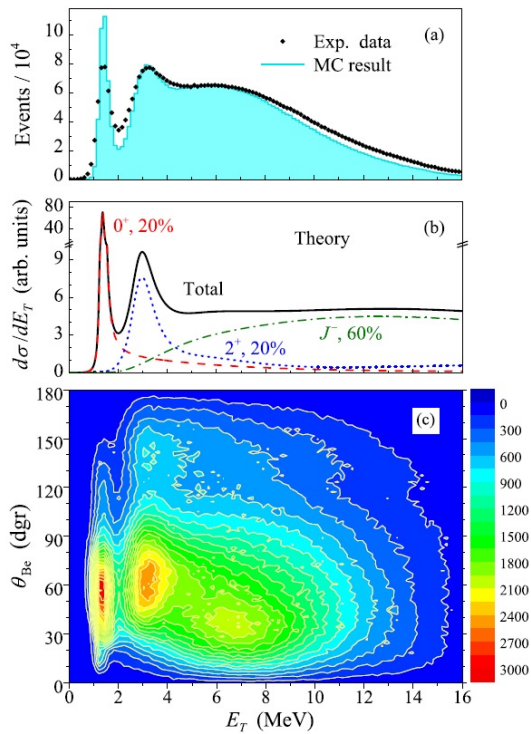 (a)
Exp. data
MC result
Events / 10⁴
10
8
6
4
2
0
(b)
Theory
0⁺, 20%
Total
2⁺, 20%
J⁻, 60%
dσ/dE_T (arb. units)
80
40
9
6
3
0
(c)
θ_Be (dgr)
180
150
120
90
60
30
0
0 2 4 6 8 10 12 14 16
E_T (MeV)
0
300
600
900
1200
1500
1800
2100
2400
2700
3000